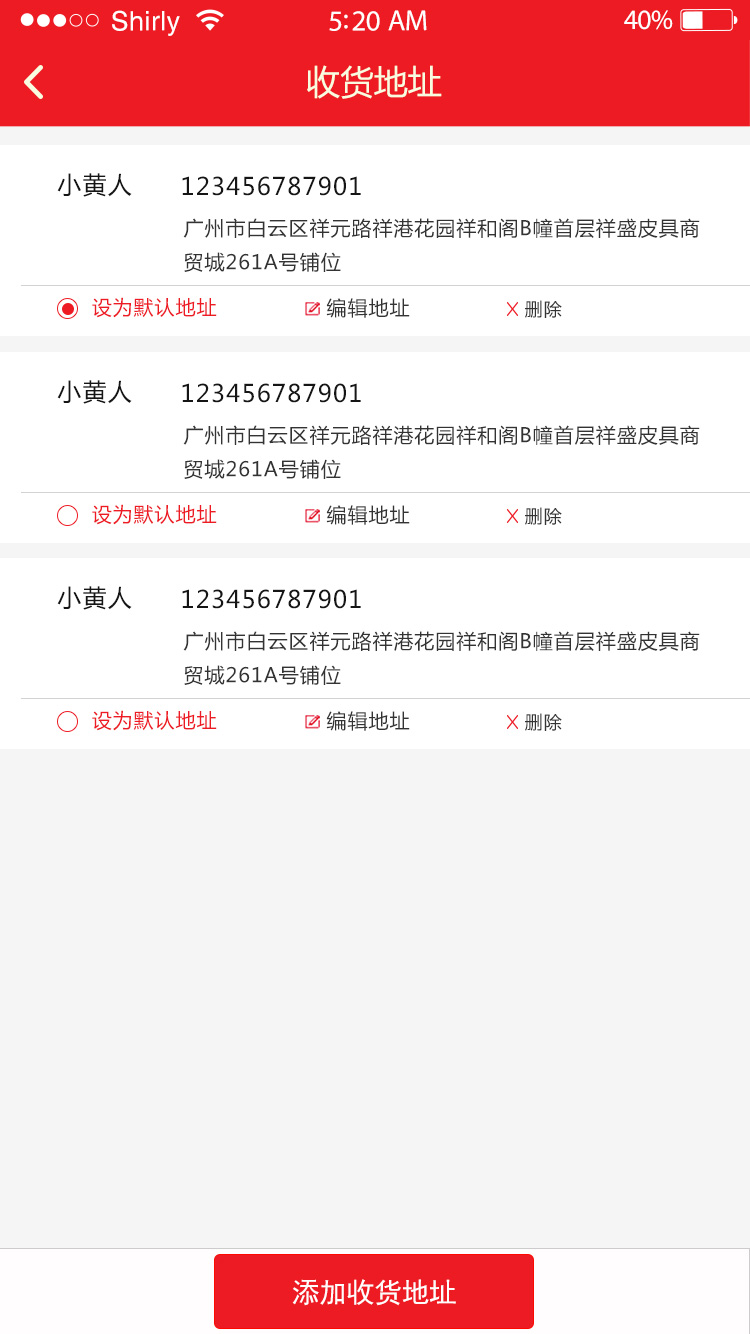 Shirly 5:20 AM 40%
收货地址
小黄人 123456787901
广州市白云区祥元路祥港花园祥和阁B幢首层祥盛皮具商
贸城261A号铺位
设为默认地址 编辑地址 删除
小黄人 123456787901
广州市白云区祥元路祥港花园祥和阁B幢首层祥盛皮具商
贸城261A号铺位
设为默认地址 编辑地址 删除
小黄人 123456787901
广州市白云区祥元路祥港花园祥和阁B幢首层祥盛皮具商
贸城261A号铺位
设为默认地址 编辑地址 删除
添加收货地址